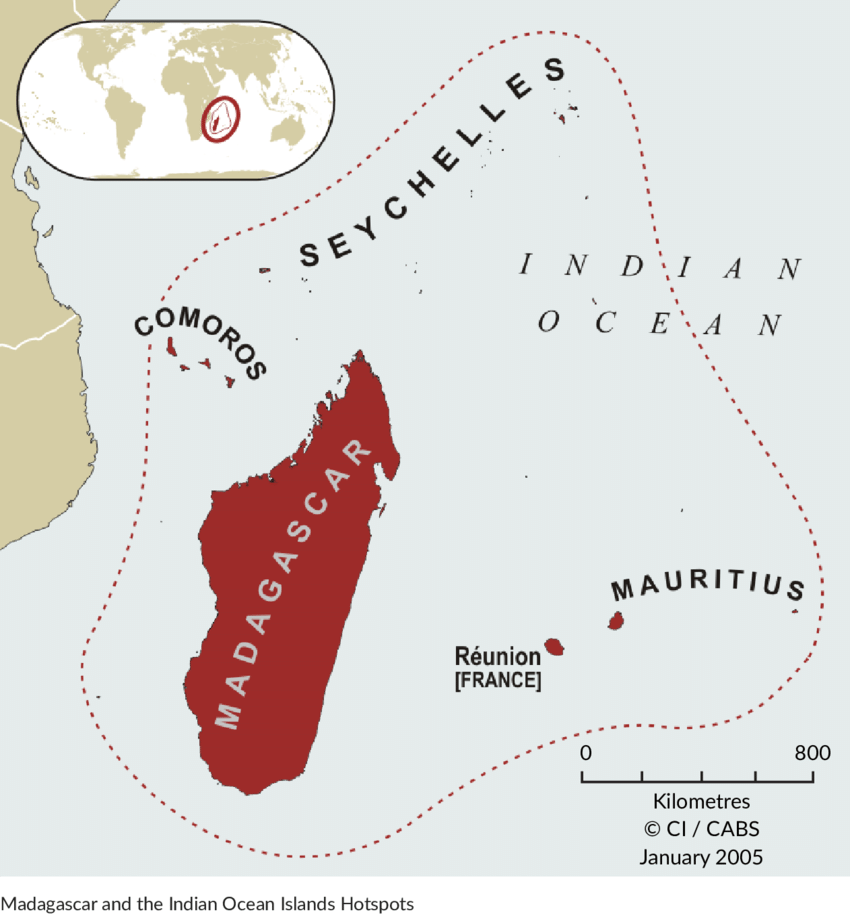 SEYCHELLES
INDIAN
OCEAN
COMOROS
MADAGASCAR
MAURITIUS
Réunion
[FRANCE]
0 800
Kilometres
© CI / CABS
January 2005
Madagascar and the Indian Ocean Islands Hotspots